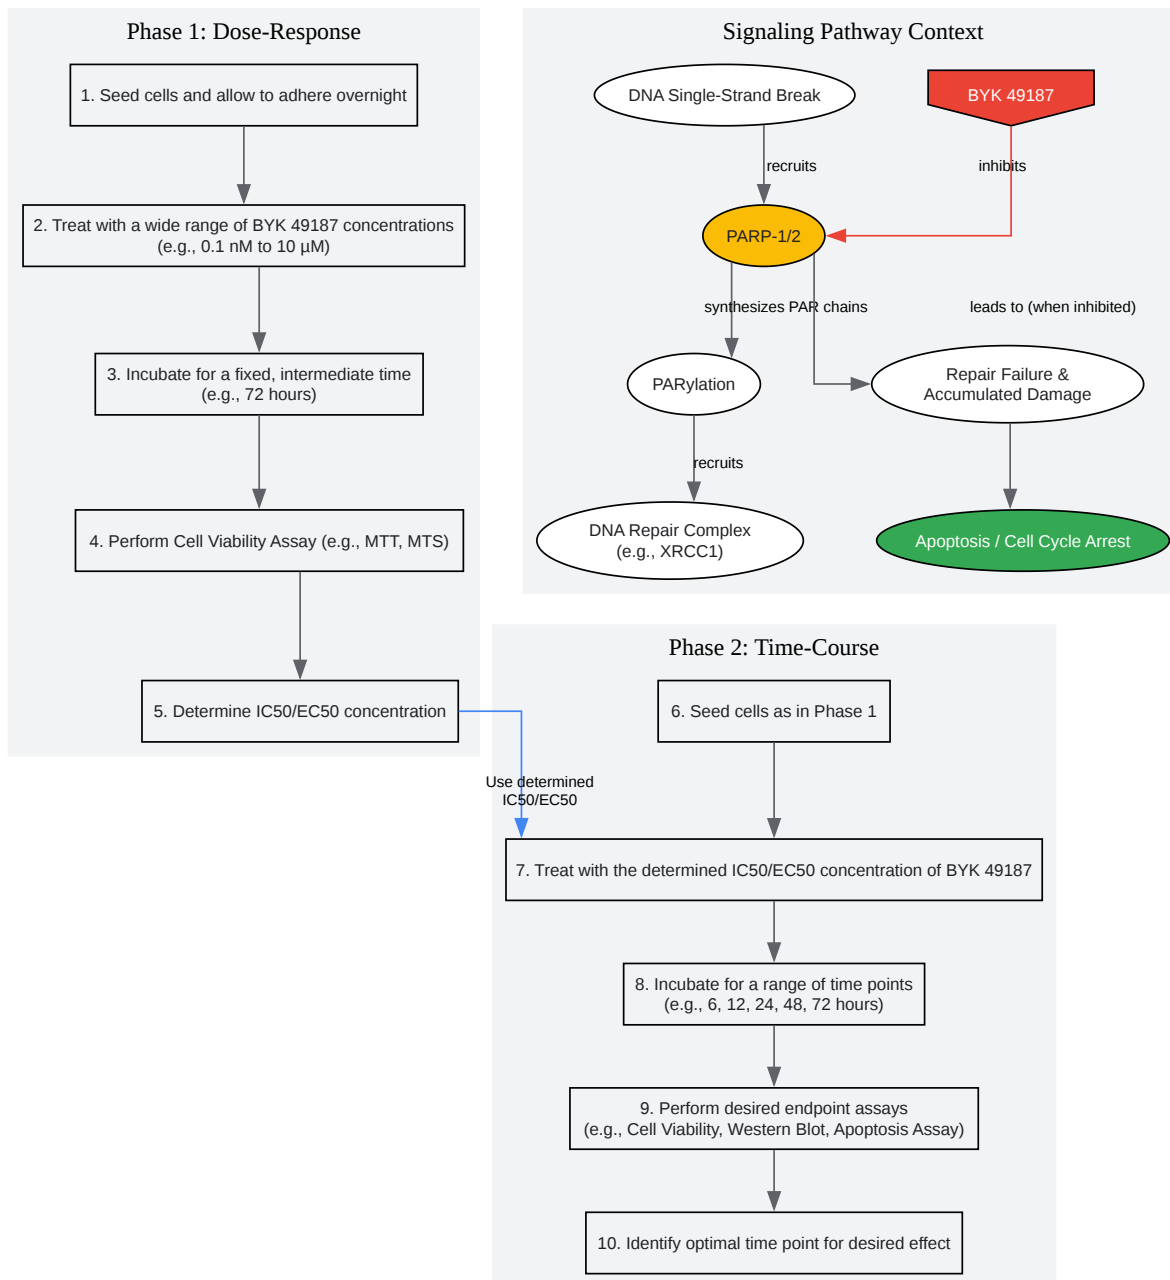 Phase 1: Dose-Response
1. Seed cells and allow to adhere overnight
2. Treat with a wide range of BYK 49187 concentrations
(e.g., 0.1 nM to 10 µM)
3. Incubate for a fixed, intermediate time
(e.g., 72 hours)
4. Perform Cell Viability Assay (e.g., MTT, MTS)
5. Determine IC50/EC50 concentration
Use determined
IC50/EC50
Signaling Pathway Context
DNA Single-Strand Break
BYK 49187
recruits
inhibits
PARP-1/2
synthesizes PAR chains
leads to (when inhibited)
PARylation
Repair Failure &
Accumulated Damage
recruits
DNA Repair Complex
(e.g., XRCC1)
Apoptosis / Cell Cycle Arrest
Phase 2: Time-Course
6. Seed cells as in Phase 1
7. Treat with the determined IC50/EC50 concentration of BYK 49187
8. Incubate for a range of time points
(e.g., 6, 12, 24, 48, 72 hours)
9. Perform desired endpoint assays
(e.g., Cell Viability, Western Blot, Apoptosis Assay)
10. Identify optimal time point for desired effect